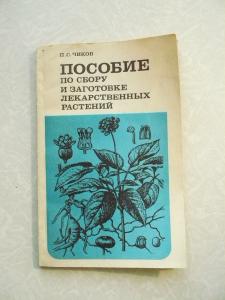 П.С. ЧИКОВ
ПОСОБИЕ
ПО СБОРУ
И ЗАГОТОВКЕ
ЛЕКАРСТВЕННЫХ
РАСТЕНИЙ